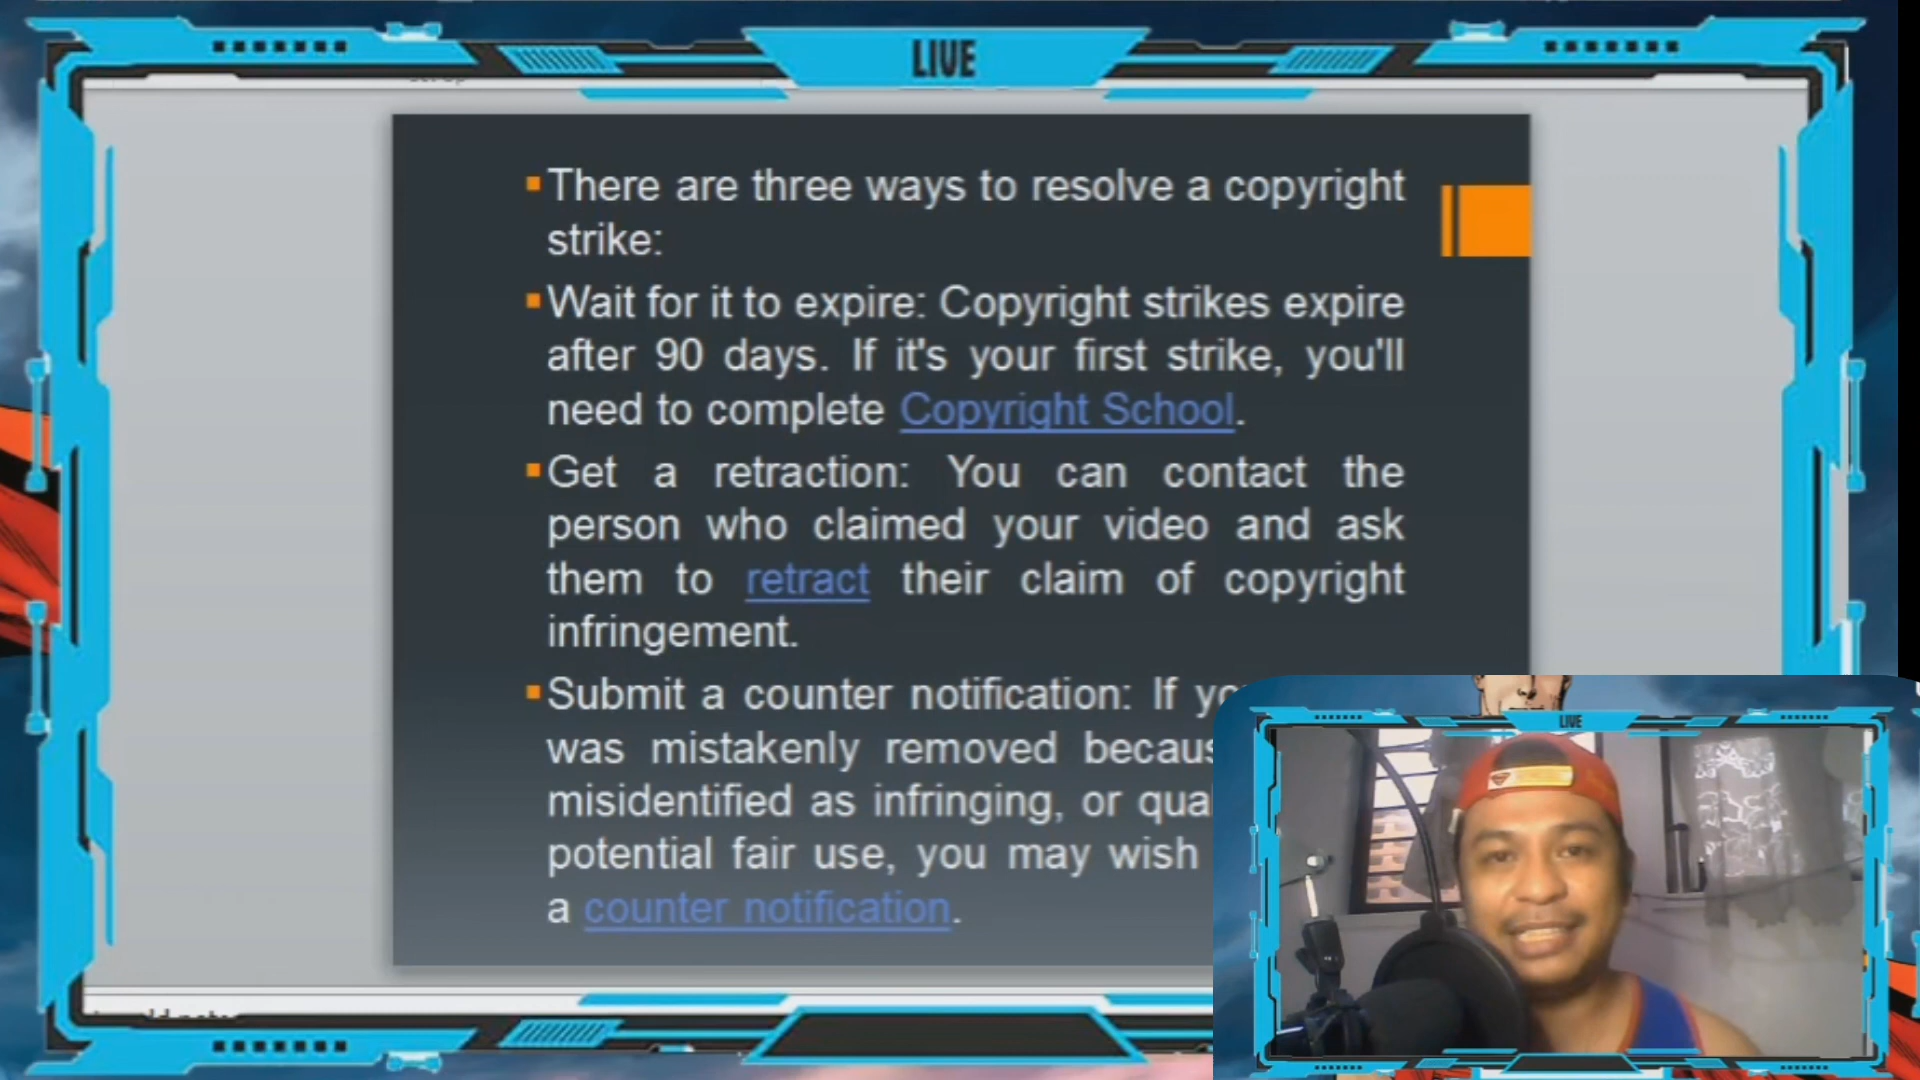 LIVE
There are three ways to resolve a copyright
strike:
Wait for it to expire: Copyright strikes expire
after 90 days. If it's your first strike, you'll
need to complete Copyright School.
Get a retraction: You can contact the
person who claimed your video and ask
them to retract their claim of copyright
infringement.
Submit a counter notification: If
was mistakenly removed
misidentified as infringing, or
potential fair use, you may wish
a counter notification.
LIVE